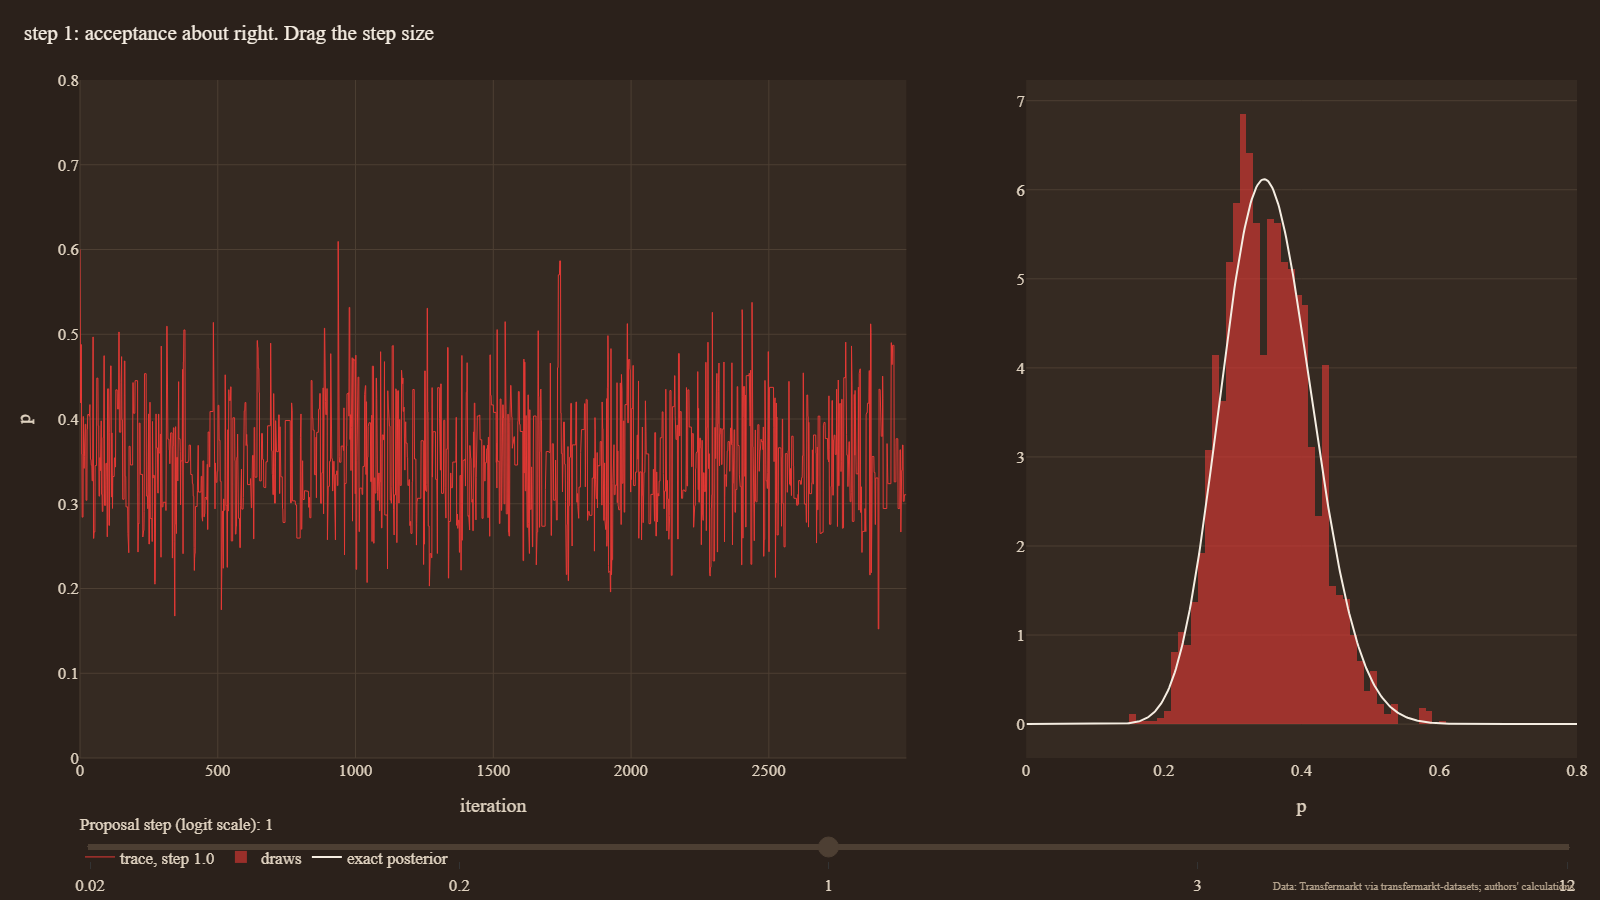 step 1: acceptance about right. Drag the step size
0.8
0.7
0.6
0.5
0.4
0.3
0.2
0.1
0
p
0 500 1000 1500 2000 2500
iteration
7
6
5
4
3
2
1
0
0 0.2 0.4 0.6 0.8
p
Proposal step (logit scale): 1
trace, step 1.0 draws exact posterior
0.02 0.2 1 3 12
Data: Transfermarkt via transfermarkt-datasets; authors' calculations